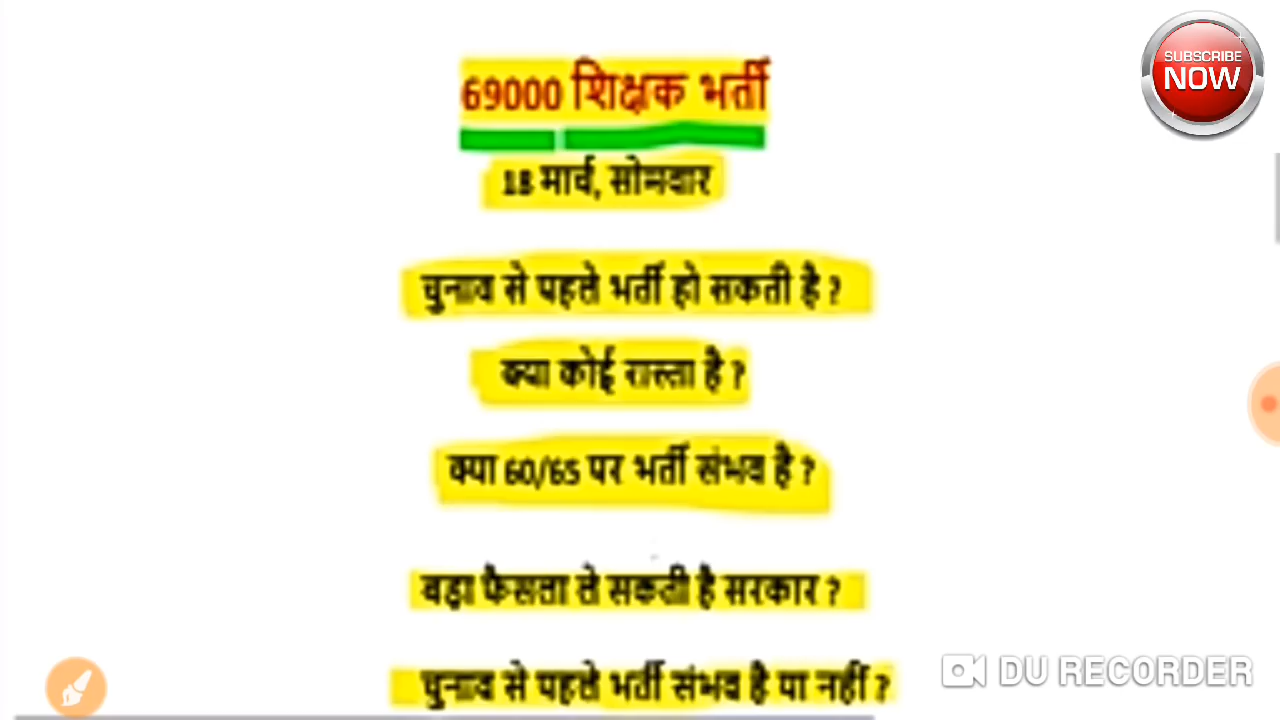 SUBSCRIBE
NOW
69000 शिक्षक भर्ती
18 मार्च, सोमवार
चुनाव से पहले भर्ती हो सकती है ?
क्या कोई रास्ता है ?
क्या 60/65 पर भर्ती संभव है ?
बड़ा फैसला ले सकती है सरकार ?
चुनाव से पहले भर्ती संभव है या नहीं ?
DU RECORDER